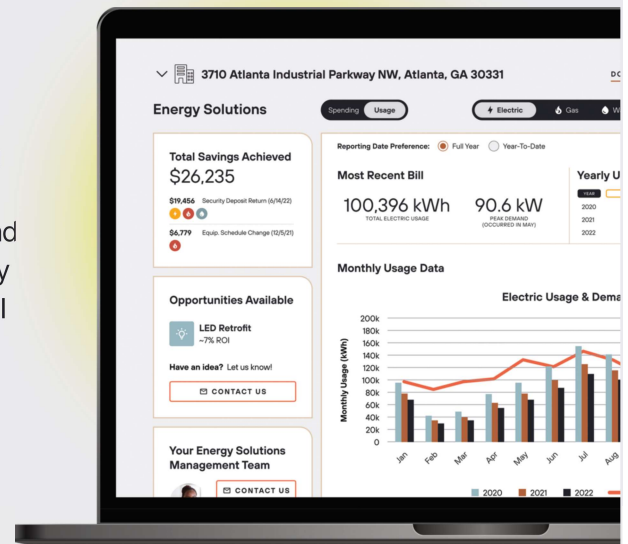 nd
y
l
3710 Atlanta Industrial Parkway NW, Atlanta, GA 30331
Energy Solutions
Spending Usage
Electric Gas
Total Savings Achieved
$26,235
$19,456 Security Deposit Return (6/14/22)
$6,779 Equip. Schedule Change (12/5/21)
Opportunities Available
LED Retrofit
~7% ROI
Have an idea? Let us know!
CONTACT US
Your Energy Solutions
Management Team
CONTACT US
Reporting Date Preference: Full Year Year-To-Date
Most Recent Bill
100,396 kWh
TOTAL ELECTRIC USAGE
90.6 kW
PEAK DEMAND
(OCCURRED IN MAY)
Yearly U
YEAR
2020
2021
2022
Monthly Usage Data
Electric Usage & Dema
Monthly Usage (kWh)
200k
180k
160k
140k
120k
100k
80k
60k
40k
20k
0
Jan Feb Mar Apr May Jun Jul Aug
2020 2021 2022